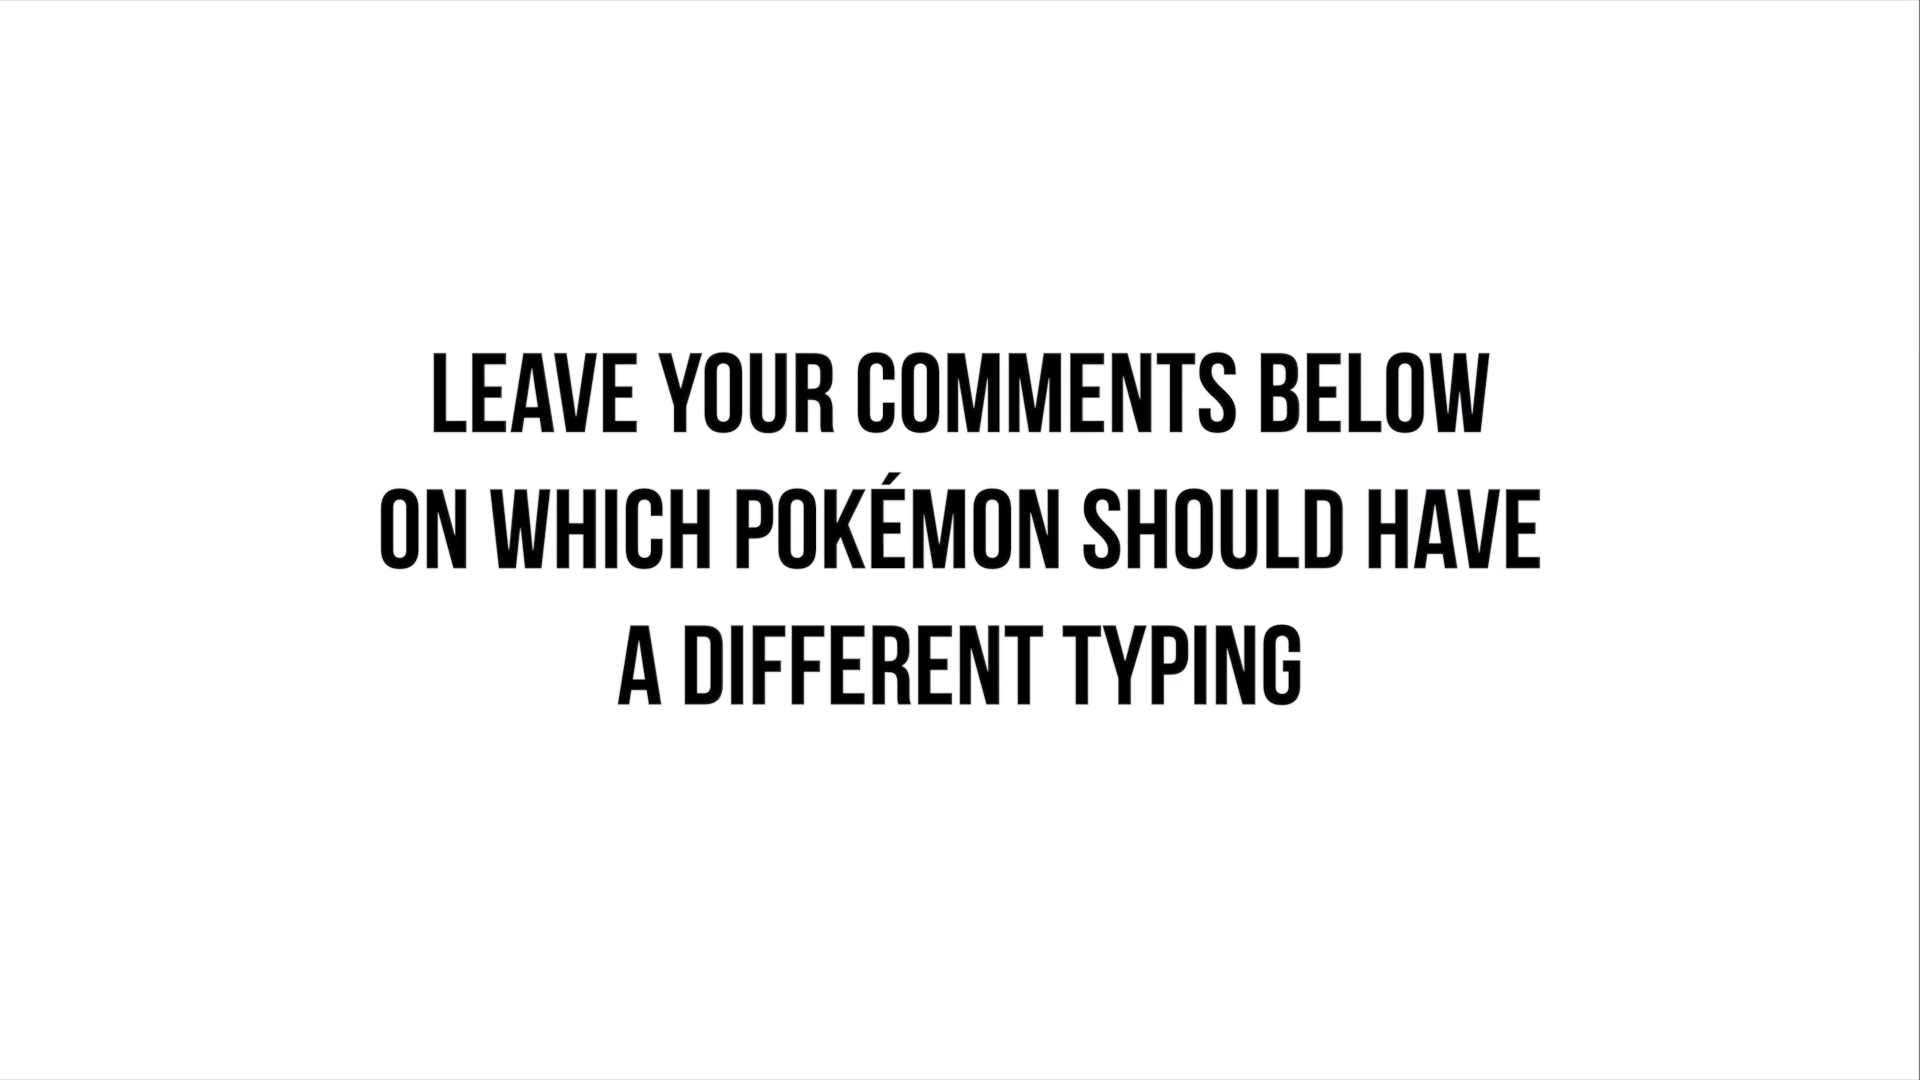 LEAVE YOUR COMMENTS BELOW
ON WHICH POKÉMON SHOULD HAVE
A DIFFERENT TYPING